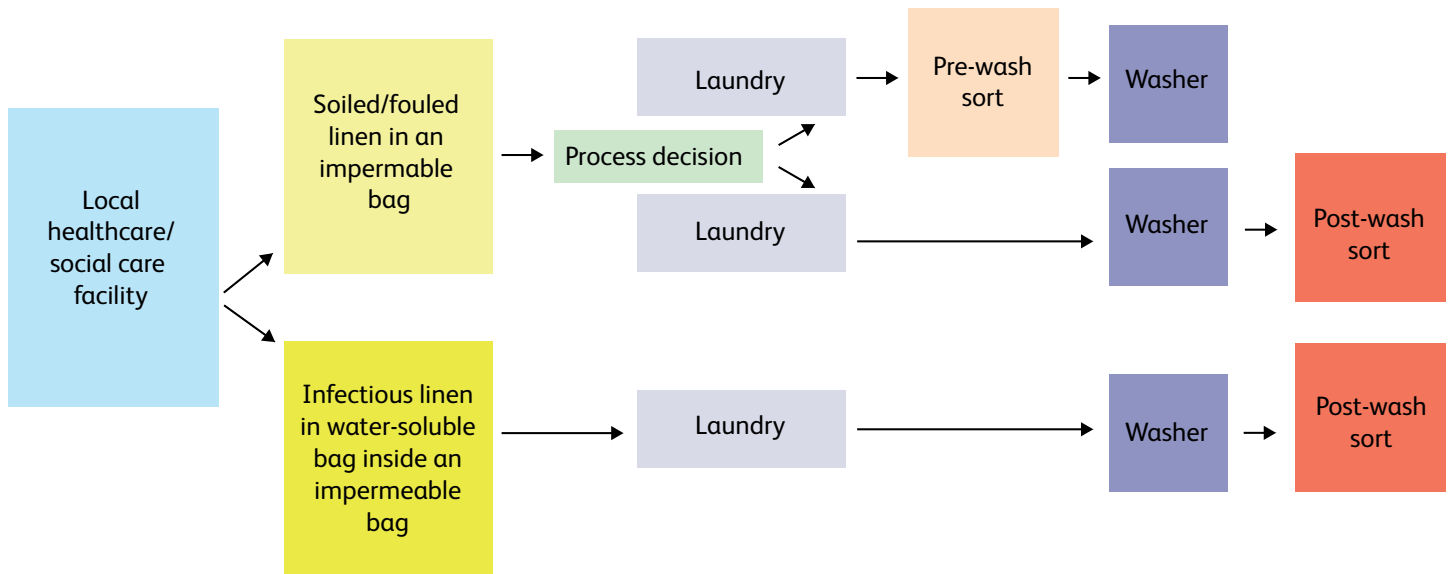 Local
healthcare/
social care
facility
Soiled/fouled
linen in an
impermable
bag
Process decision
Laundry
Pre-wash
sort
Washer
Laundry
Washer
Post-wash
sort
Infectious linen
in water-soluble
bag inside an
impermeable
bag
Laundry
Washer
Post-wash
sort